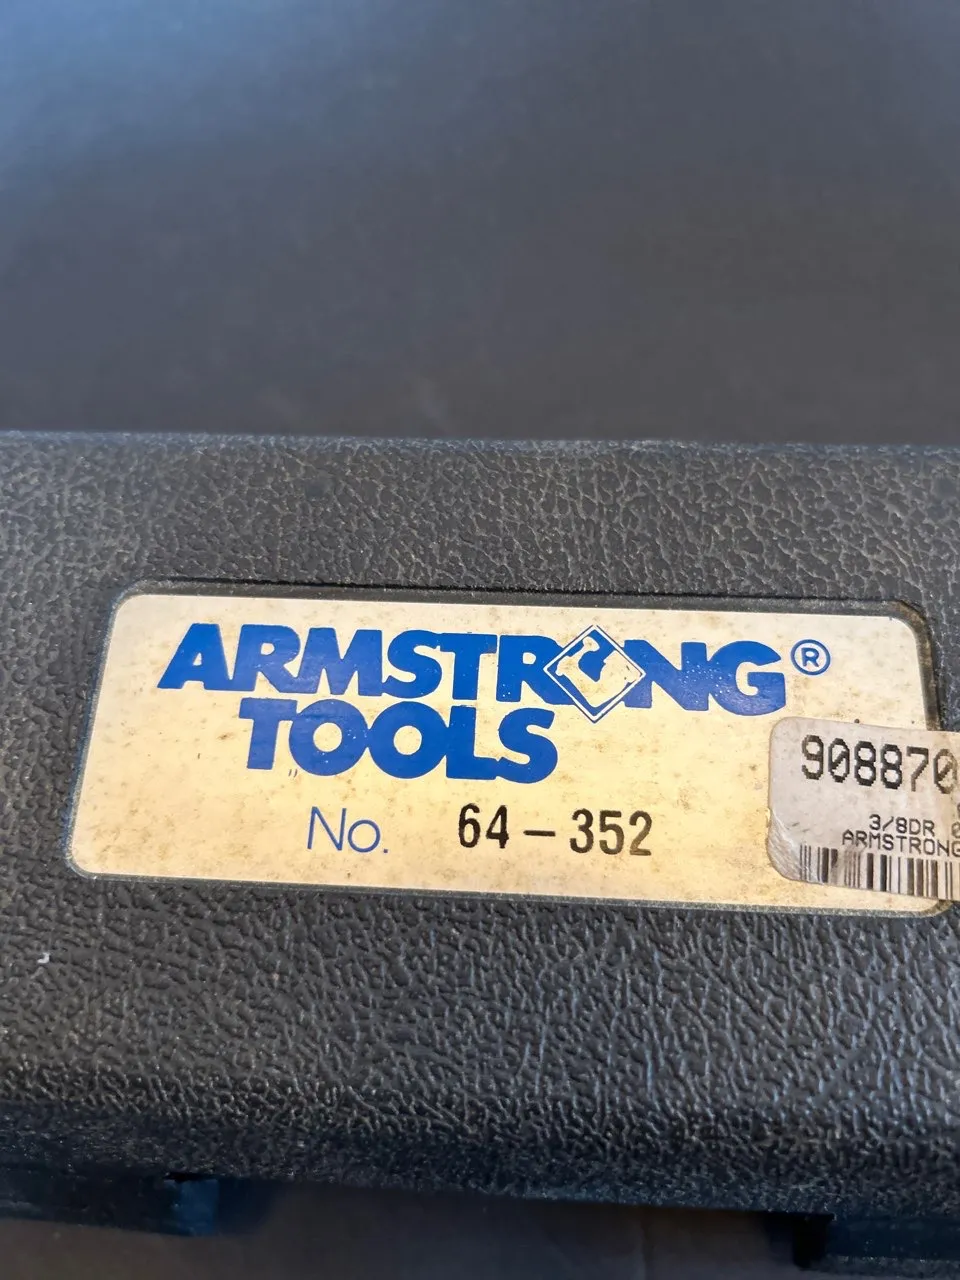 ARMSTRONG®
TOOLS
No. 64-352
908870
3/8DR
ARMSTRONG